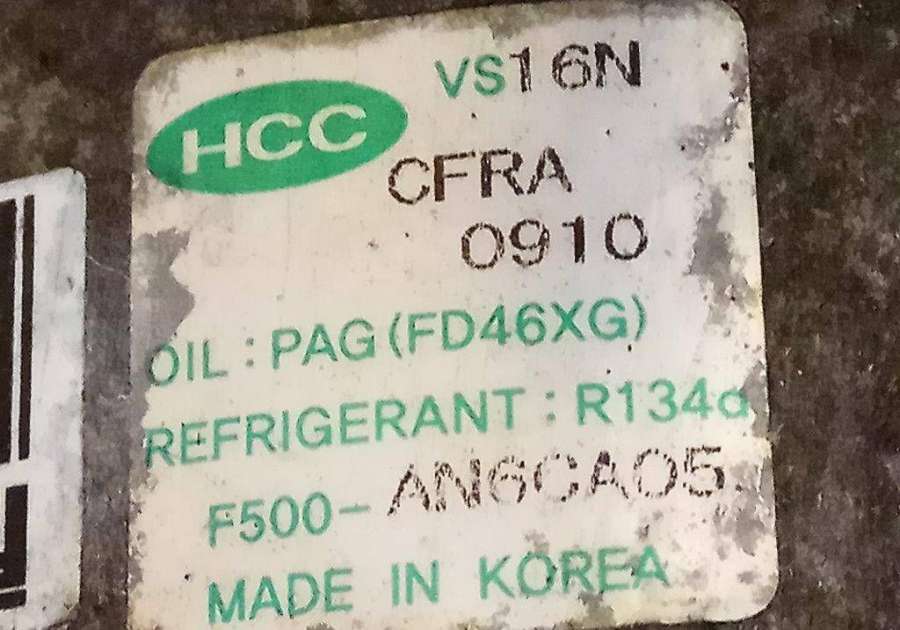 HCC VS16N
CFRA
0910
OIL : PAG (FD46XG)
REFRIGERANT : R134a
F500-AN6CA05
MADE IN KOREA